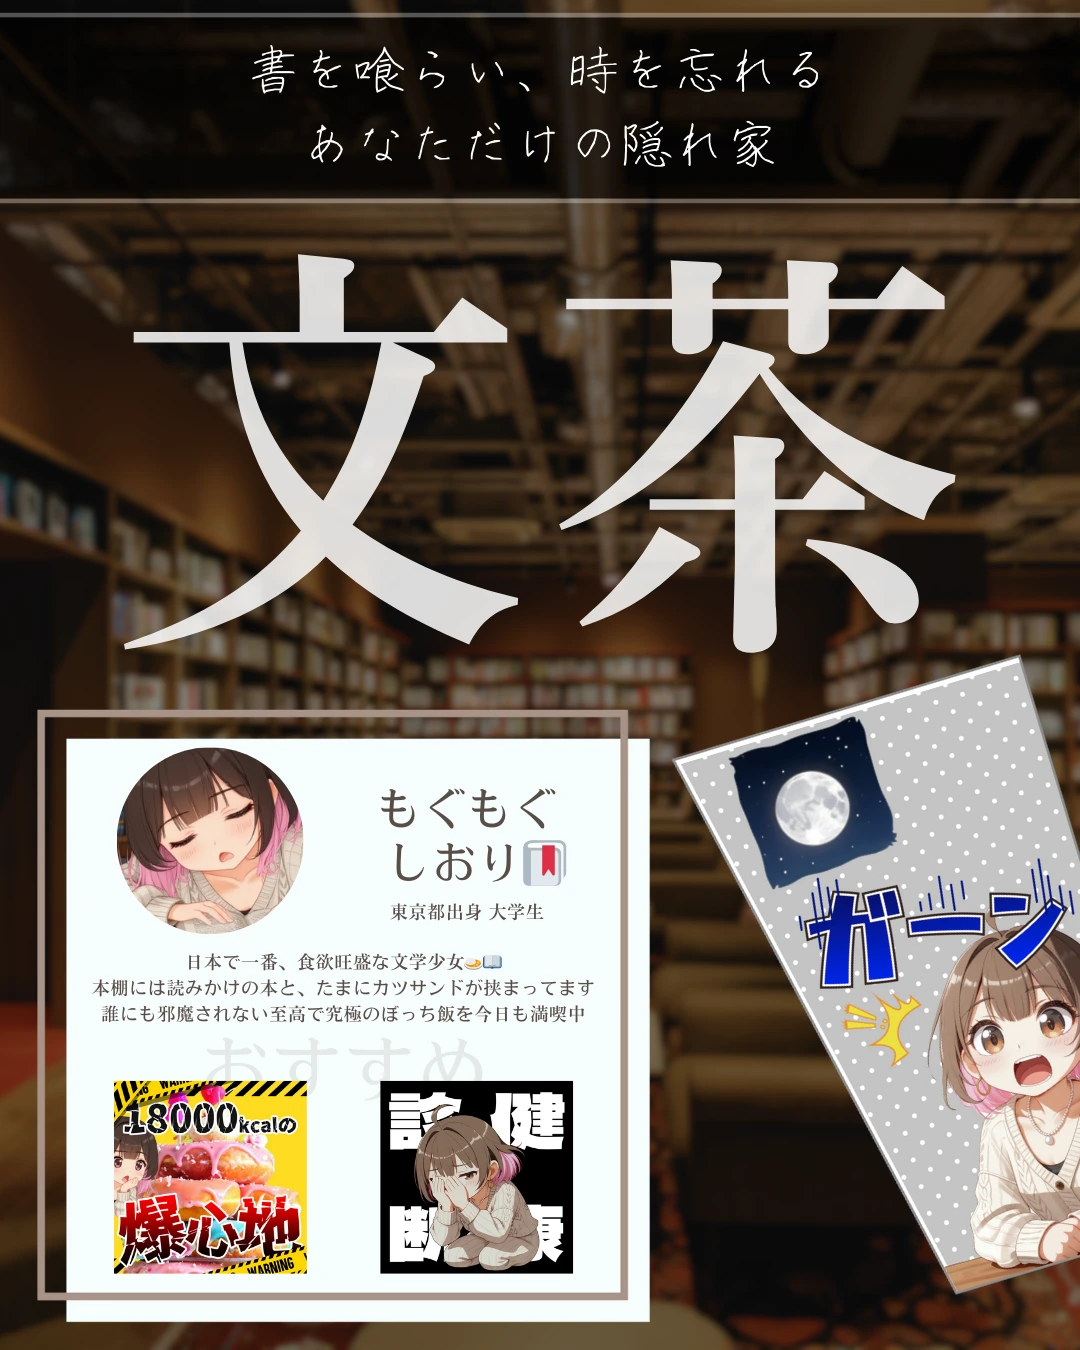 書を喰らい、時を忘れる
あなただけの隠れ家
文茶
もぐもぐ
しおり
東京都出身 大学生
日本で一番、食欲旺盛な文学少女
本棚には読みかけの本と、たまにカツサンドが挟まってます
誰にも邪魔されない至高で究極のぼっち飯を今日も満喫中
おすすめ
WARNING
18000kcalの
爆心地
WARNING
健康
診断
ガーン